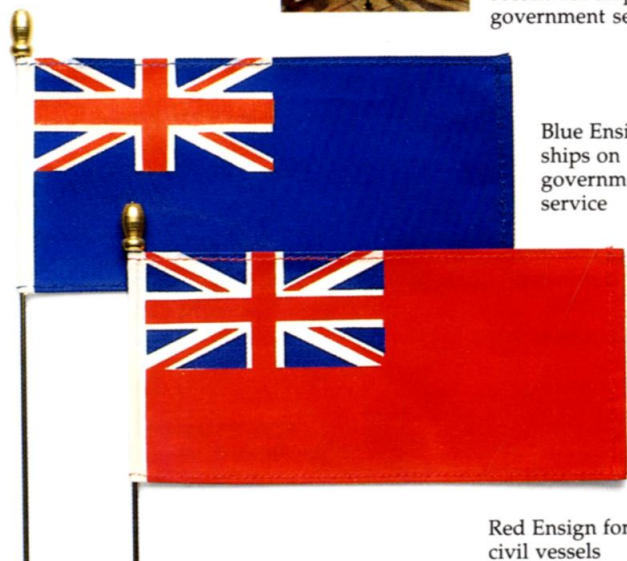 government se
Blue Ensi
ships on
governm
service
Red Ensign for
civil vessels